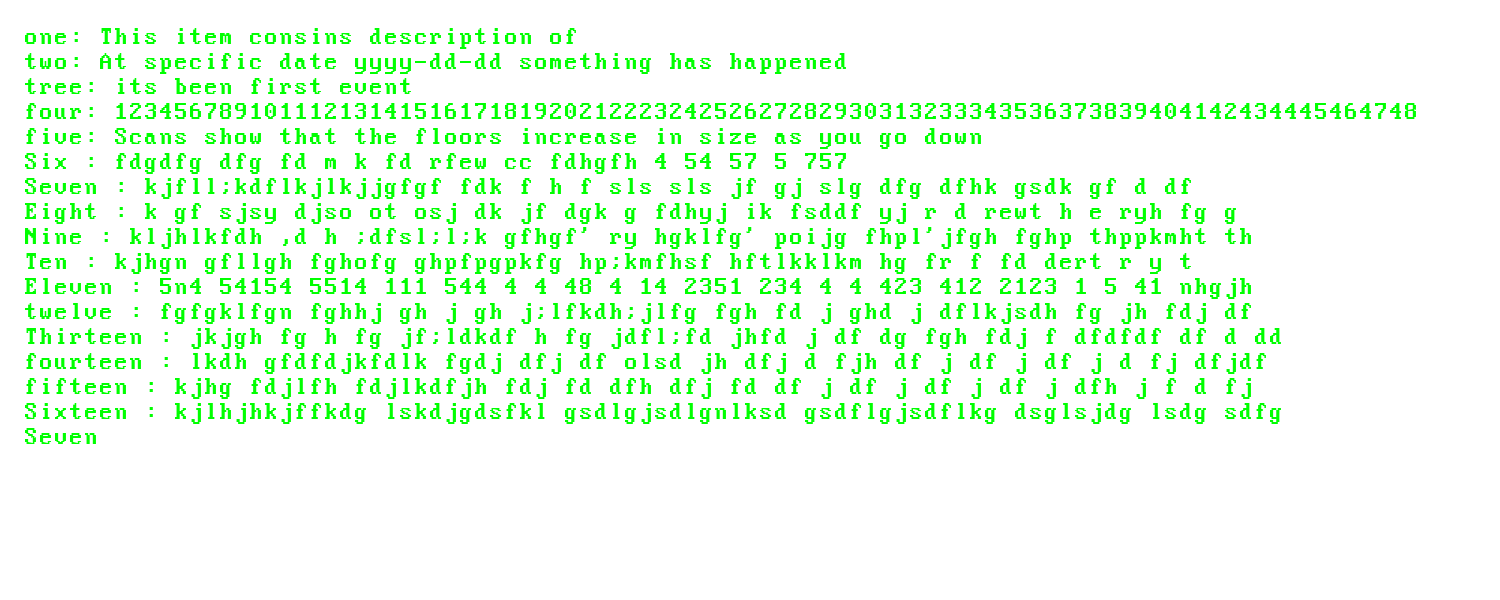 one: This item consins description of
two: At specific date yyyy-dd-dd something has happened
tree: its been first event
four: 123456789101112131415161718192021222324252627282930313233343536373839404142434445464748
five: Scans show that the floors increase in size as you go down
Six : fdgdfg dfg fd m k fd rfew cc fdhgfh 4 54 57 5 757
Seven : kjfll;kdflkjlkjjgfgf fdk f h f sls sls jf gj slg dfg dfhk gsdk gf d df
Eight : k gf sjsy djso ot osj dk jf dgk g fdhyj ik fsddf yj r d rewt h e ryh fg g
Nine : kljhlkfdh ,d h ;dfsl;l;k gfhgf' ry hgklfg' poijg fhpl'jfgh fghp thppkmht th
Ten : kjhgn gfllgh fghofg ghpfpgpkfg hp;kmfhsf hftlkklkm hg fr f fd dert r y t
Eleven : 5n4 54154 5514 111 544 4 4 48 4 14 2351 234 4 4 423 412 2123 1 5 41 nhgjh
twelve : fgfgklfgn fghhj gh j gh j;lfkdh;jlfg fgh fd j ghd j dflkjsdh fg jh fdj df
Thirteen : jkjgh fg h fg jf;ldkdf h fg jdfl;fd jhfd j df dg fgh fdj f dfdfdf df d dd
fourteen : lkdh gfdfdjkfdlk fgdj dfj df olsd jh dfj d fjh df j df j df j d fj dfjdf
fifteen : kjhg fdjlfh fdjlkdfjh fdj fd dfh dfj fd df j df j df j df j dfh j f d fj
Sixteen : kjlhjhkjffkdg lskdjgdsfkl gsdlgjsdlgnlksd gsdflgjsdflkg dsglsjdg lsdg sdfg
Seven